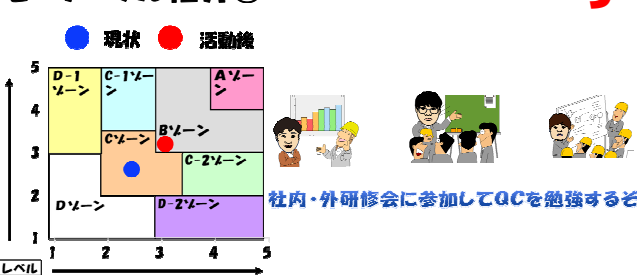 現状 活動後
5
4
3
2
1
D-1
ゾーン
C-1ゾー
ン
Aゾー
ン
Cゾーン
Bゾーン
C-2ゾーン
Dゾーン
D-2ゾーン
1 2 3 4 5
レベル
社内・外研修会に参加してQCを勉強するぞ